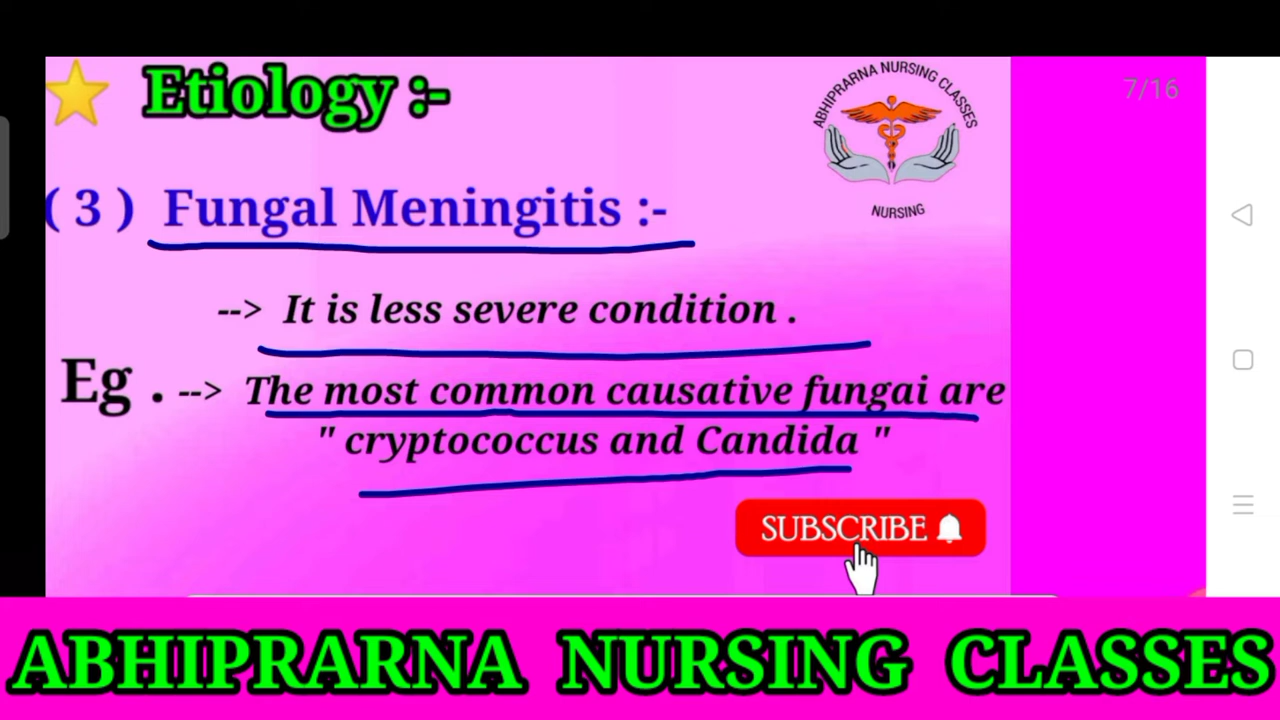 Etiology :-
ABHIPRARNA NURSING CLASSES
NURSING
7/16
( 3 ) Fungal Meningitis :-
--> It is less severe condition .
Eg . --> The most common causative fungai are
" cryptococcus and Candida "
SUBSCRIBE
ABHIPRARNA NURSING CLASSES